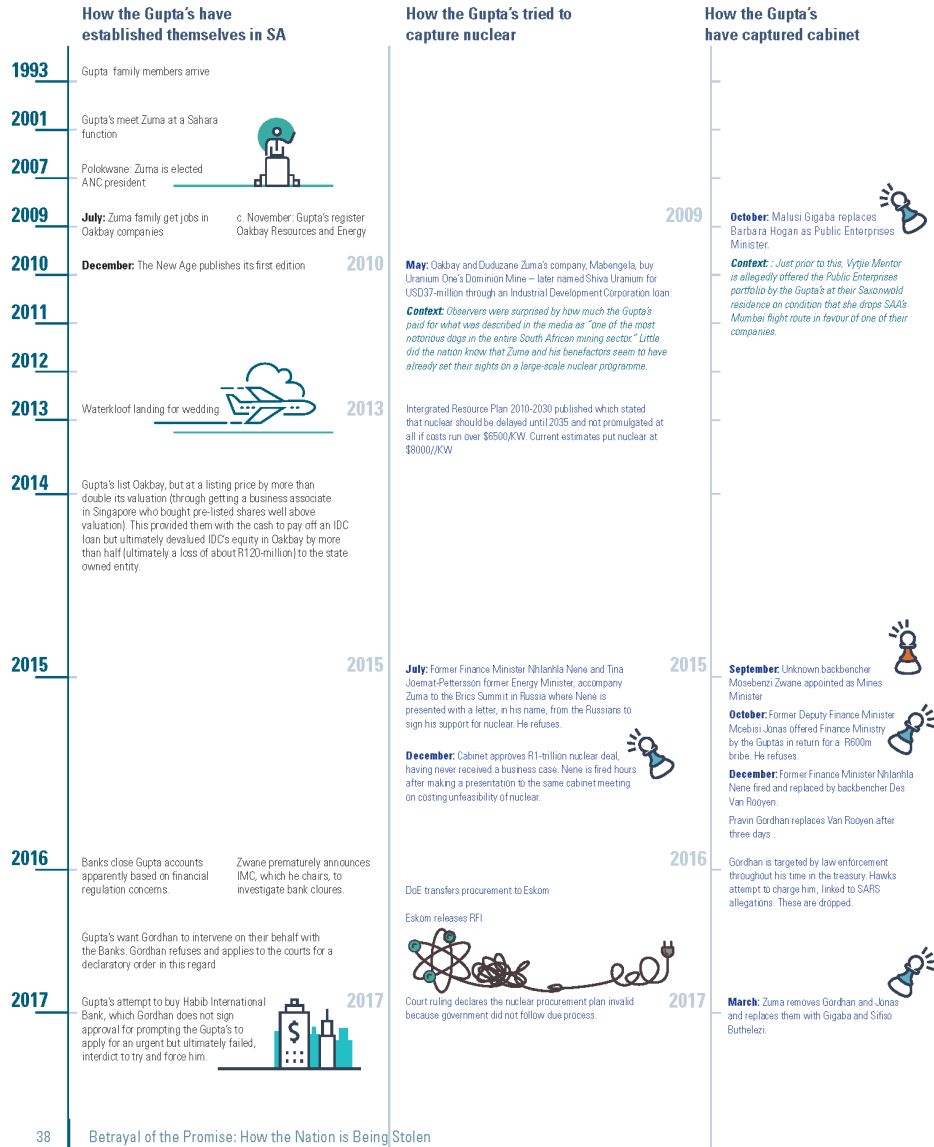 How the Gupta's have
established themselves in SA
1993
Gupta family members arrive
2001
Gupta's meet Zuma at a Sahara
function
2007
Polokwane: Zuma is elected
ANC president
2009
July: Zuma family get jobs in
Oakbay companies
c. November: Gupta's register
Oakbay Resources and Energy
2010
December: The New Age publishes its first edition
2011
2012
2013
Waterkloof landing for wedding
2014
Gupta's list Oakbay, but at a listing price by more than
double its valuation (through getting a business associate
in Singapore who bought pre-listed shares well above
valuation). This provided them with the cash to pay off an IDC
loan but ultimately devalued IDC's equity in Oakbay by more
than half (ultimately a loss of about R120-million) to the state
owned entity.
2015
2016
Banks close Gupta accounts
apparently based on financial
regulation concerns.
Zwane prematurely announces
IMC, which he chairs, to
investigate bank cloures.
Gupta's want Gordhan to intervene on their behalf with
the Banks. Gordhan refuses and applies to the courts for a
declaratory order in this regard
2017
Gupta's attempt to buy Habib International
Bank, which Gordhan does not sign
approval for prompting the Gupta's to
apply for an urgent but ultimately failed,
interdict to try and force him.
$
How the Gupta's tried to
capture nuclear
2010
May: Oakbay and Duduzane Zuma's company, Mabengela, buy
Uranium One's Dominion Mine – later named Shiva Uranium for
USD37-million through an Industrial Development Corporation loan.
Context: Observers were surprised by how much the Gupta's
paid for what was described in the media as "one of the most
notorious dogs in the entire South African mining sector." Little
did the nation know that Zuma and his benefactors seem to have
already set their sights on a large-scale nuclear programme.
2013
Intergrated Resource Plan 2010-2030 published which stated
that nuclear should be delayed until 2035 and not promulgated at
all if costs run over $6500/KW. Current estimates put nuclear at
$8000//KW
2015
July: Former Finance Minister Nhlanhla Nene and Tina
Joemat-Pettersson former Energy Minister, accompany
Zuma to the Brics Summit in Russia where Nene is
presented with a letter, in his name, from the Russians to
sign his support for nuclear. He refuses.
December: Cabinet approves R1-trillion nuclear deal,
having never received a business case. Nene is fired hours
after making a presentation to the same cabinet meeting
on costing unfeasibility of nuclear.
DoE transfers procurement to Eskom
Eskom releases RFI
2017
Court ruling declares the nuclear procurement plan invalid
because government did not follow due process.
How the Gupta's
have captured cabinet
2009
October: Malusi Gigaba replaces
Barbara Hogan as Public Enterprises
Minister.
Context: : Just prior to this, Vytjie Mentor
is allegedly offered the Public Enterprises
portfolio by the Gupta's at their Saxonwold
residence on condition that she drops SAA's
Mumbai flight route in favour of one of their
companies.
2015
September: Unknown backbencher
Mosebenzi Zwane appointed as Mines
Minister
October: Former Deputy Finance Minister
Mcebisi Jonas offered Finance Ministry
by the Guptas in return for a R600m
bribe. He refuses.
December: Former Finance Minister Nhlanhla
Nene fired and replaced by backbencher Des
Van Rooyen.
Pravin Gordhan replaces Van Rooyen after
three days .
2016
Gordhan is targeted by law enforcement
throughout his time in the treasury. Hawks
attempt to charge him, linked to SARS
allegations. These are dropped.
2017
March: Zuma removes Gordhan and Jonas
and replaces them with Gigaba and Sifiso
Buthelezi.
38
Betrayal of the Promise: How the Nation is Being Stolen